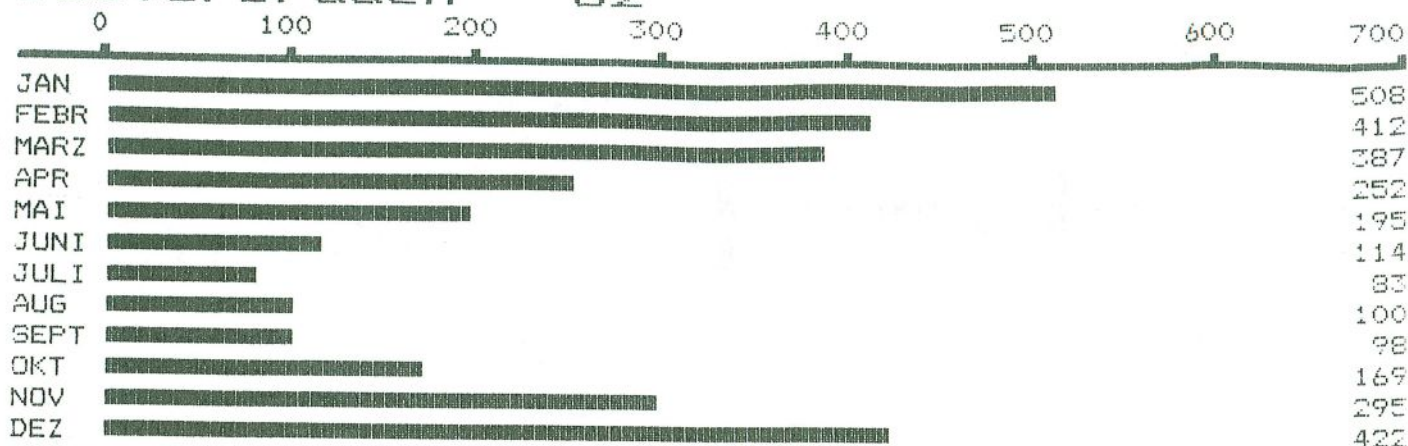 0 100 200 300 400 500 600 700
JAN 508
FEBR 412
MARZ 387
APR 252
MAI 195
JUNI 114
JULI 83
AUG 100
SEPT 98
OKT 169
NOV 295
DEZ 422